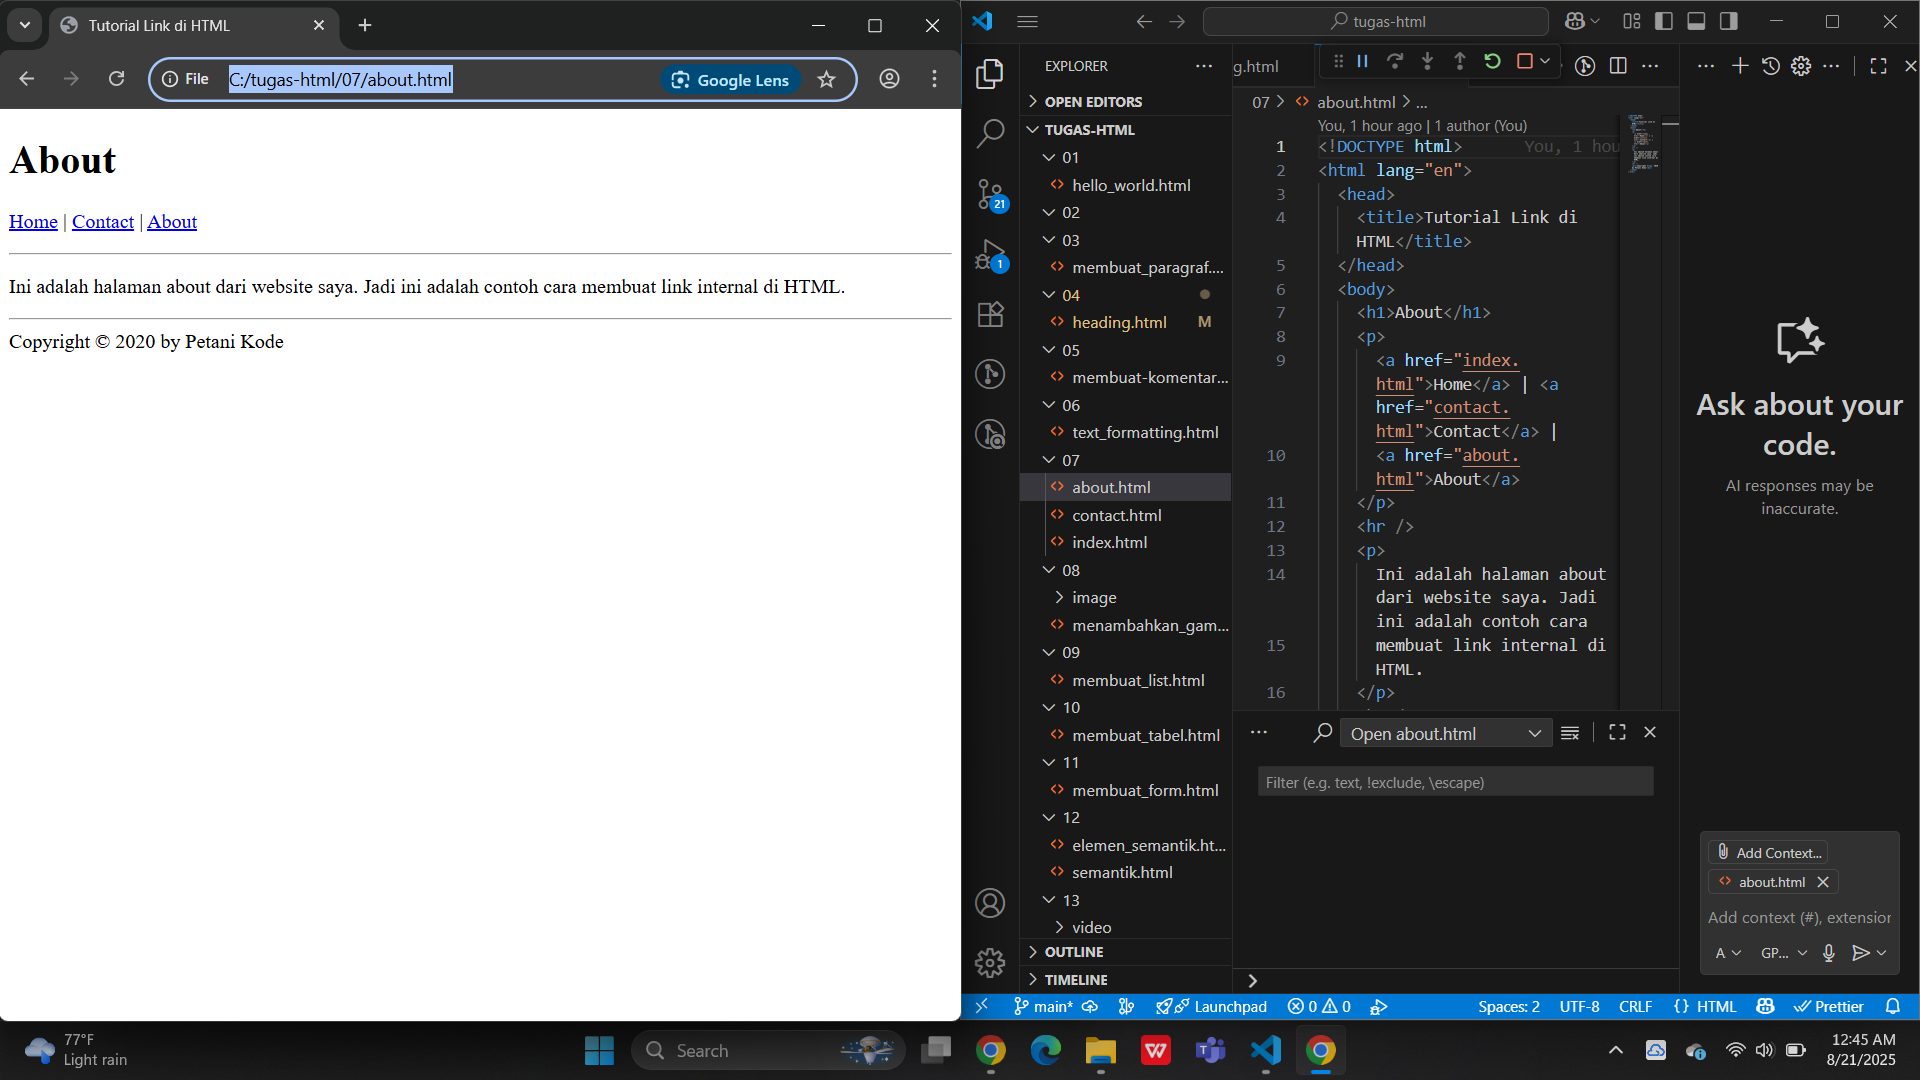 Tutorial Link di HTML
File
C:/tugas-html/07/about.html
Google Lens
About
Home | Contact | About
Ini adalah halaman about dari website saya. Jadi ini adalah contoh cara membuat link internal di HTML.
Copyright © 2020 by Petani Kode
tugas-html
EXPLORER
OPEN EDITORS
TUGAS-HTML
01
hello_world.html
02
03
membuat_paragraf....
04
heading.html M
05
membuat-komentar...
06
text_formatting.html
07
about.html
contact.html
index.html
08
image
menambahkan_gam...
09
membuat_list.html
10
membuat_tabel.html
11
membuat_form.html
12
elemen_semantik.ht...
semantik.html
13
video
OUTLINE
TIMELINE
21
1
g.html
07 > about.html > ...
You, 1 hour ago | 1 author (You)
1 <!DOCTYPE html> You, 1 hou
2 <html lang="en">
3 <head>
4 <title>Tutorial Link di
HTML</title>
5 </head>
6 <body>
7 <h1>About</h1>
8 <p>
9 <a href="index.
html">Home</a> | <a
href="contact.
html">Contact</a> |
10 <a href="about.
html">About</a>
11 </p>
12 <hr />
13 <p>
14 Ini adalah halaman about
dari website saya. Jadi
ini adalah contoh cara
15 membuat link internal di
HTML.
16 </p>
Open about.html
Filter (e.g. text, !exclude, \escape)
Ask about your
code.
AI responses may be
inaccurate.
Add Context...
about.html
Add context (#), extension
A
GP...
main*
Launchpad
0 0
Spaces: 2
UTF-8
CRLF
{ } HTML
Prettier
77°F
Light rain
Search
12:45 AM
8/21/2025